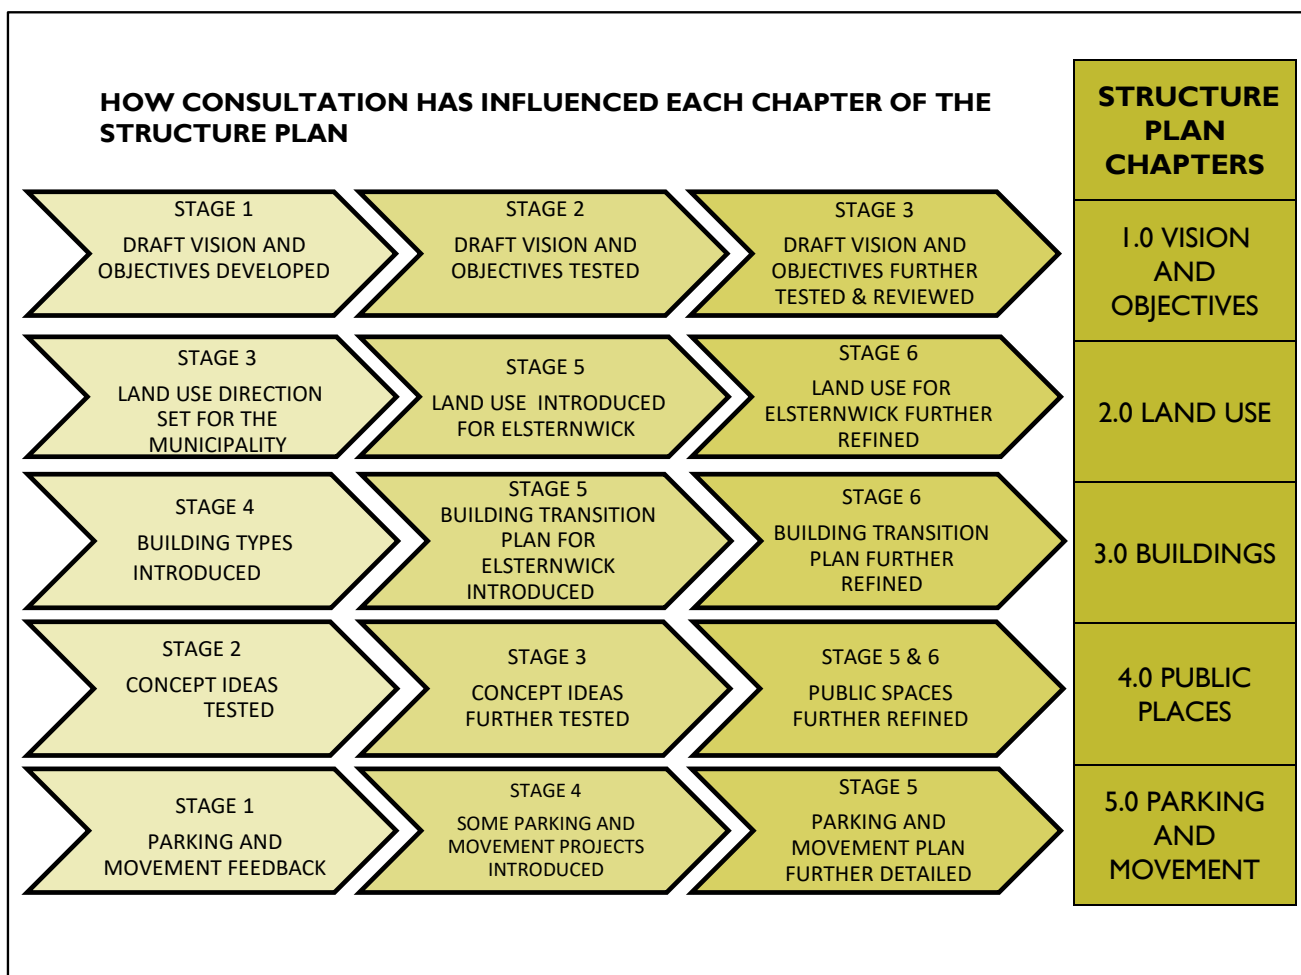 HOW CONSULTATION HAS INFLUENCED EACH CHAPTER OF THE
STRUCTURE PLAN
STRUCTURE
PLAN
CHAPTERS
STAGE 1
DRAFT VISION AND
OBJECTIVES DEVELOPED
STAGE 2
DRAFT VISION AND
OBJECTIVES TESTED
STAGE 3
DRAFT VISION AND
OBJECTIVES FURTHER
TESTED & REVIEWED
1.0 VISION
AND
OBJECTIVES
STAGE 3
LAND USE DIRECTION
SET FOR THE
MUNICIPALITY
STAGE 5
LAND USE INTRODUCED
FOR ELSTERNWICK
STAGE 6
LAND USE FOR
ELSTERNWICK FURTHER
REFINED
2.0 LAND USE
STAGE 4
BUILDING TYPES
INTRODUCED
STAGE 5
BUILDING TRANSITION
PLAN FOR
ELSTERNWICK
INTRODUCED
STAGE 6
BUILDING TRANSITION
PLAN FURTHER
REFINED
3.0 BUILDINGS
STAGE 2
CONCEPT IDEAS
TESTED
STAGE 3
CONCEPT IDEAS
FURTHER TESTED
STAGE 5 & 6
PUBLIC SPACES
FURTHER REFINED
4.0 PUBLIC
PLACES
STAGE 1
PARKING AND
MOVEMENT FEEDBACK
STAGE 4
SOME PARKING AND
MOVEMENT PROJECTS
INTRODUCED
STAGE 5
PARKING AND
MOVEMENT PLAN
FURTHER DETAILED
5.0 PARKING
AND
MOVEMENT